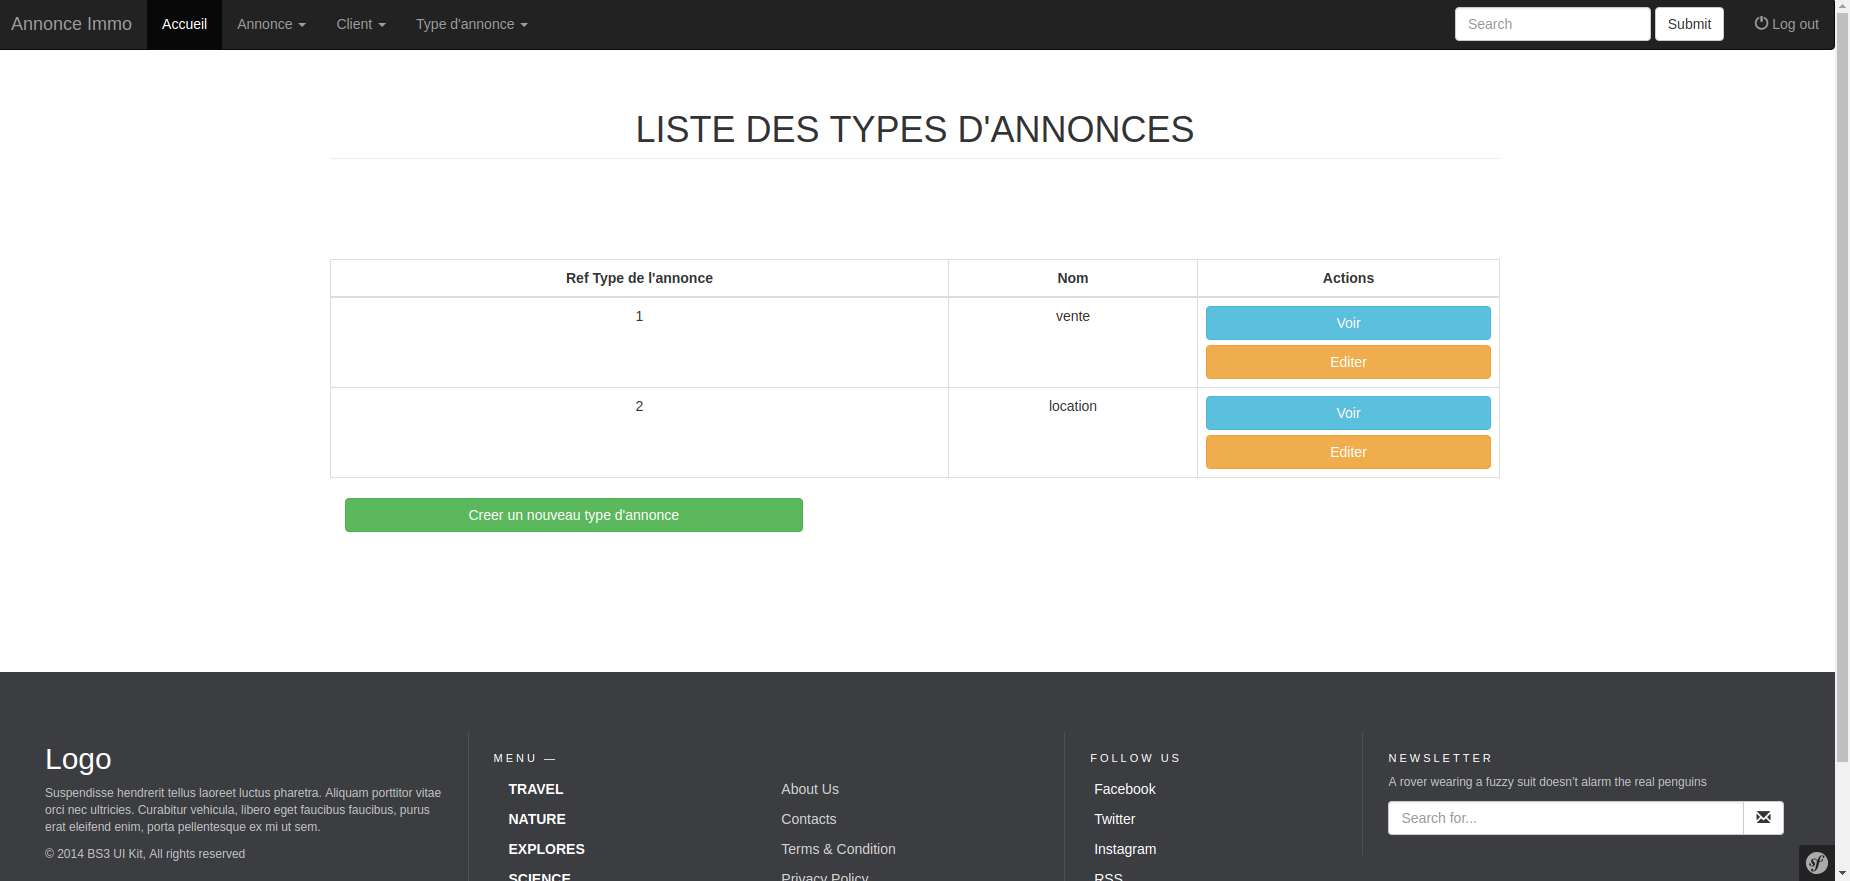 Annonce Immo Accueil Annonce Client Type d'annonce Search Submit Log out
LISTE DES TYPES D'ANNONCES
Ref Type de l'annonce Nom Actions
1 vente Voir
Editer
2 location Voir
Editer
Creer un nouveau type d'annonce
Logo
Suspendisse hendrerit tellus laoreet luctus pharetra. Aliquam porttitor vitae
orci nec ultricies. Curabitur vehicula, libero eget faucibus faucibus, purus
erat eleifend enim, porta pellentesque ex mi ut sem.
© 2014 BS3 UI Kit, All rights reserved
MENU —
TRAVEL
NATURE
EXPLORES
SCIENCE
About Us
Contacts
Terms & Condition
Privacy Policy
FOLLOW US
Facebook
Twitter
Instagram
RSS
NEWSLETTER
A rover wearing a fuzzy suit doesn't alarm the real penguins
Search for...
sf